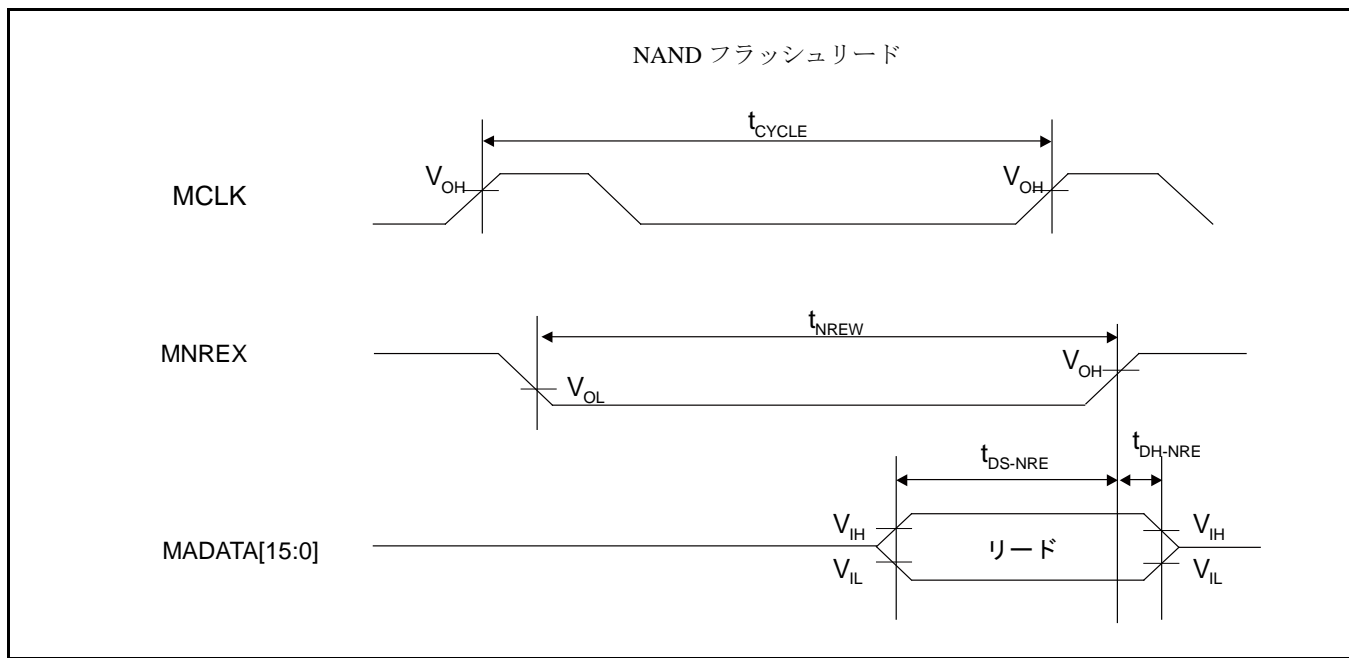 NAND フラッシュリード
tCYCLE
VOH
VOH
MCLK
tNREW
MNREX
VOH
VOL
tDS-NRE
tDH-NRE
VIH
VIH
MADATA[15:0]
リード
VIL
VIL